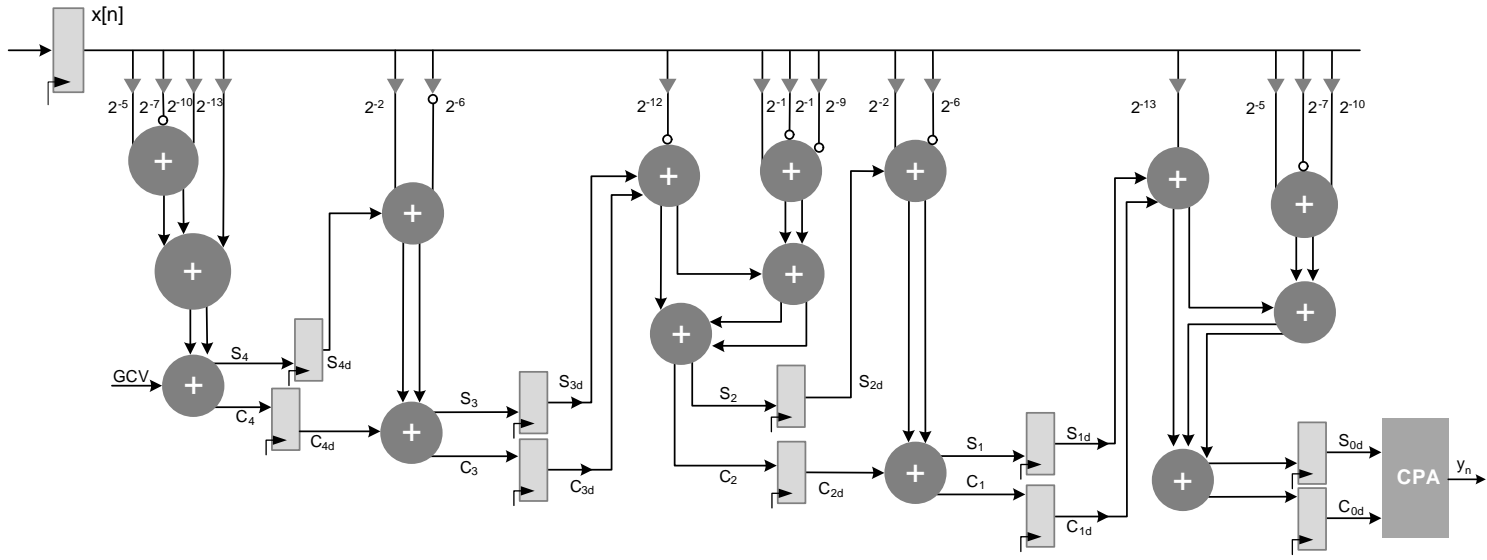 x[n]
2⁻⁵ 2⁻⁷ 2⁻¹⁰ 2⁻¹³ 2⁻² 2⁻⁶ 2⁻¹² 2⁻¹ 2⁻¹ 2⁻⁹ 2⁻² 2⁻⁶ 2⁻¹³ 2⁻⁵ 2⁻⁷ 2⁻¹⁰
+ + + +
+ +
+ + +
+
S₄ S₄d S₃ S₃d S₂ S₂d S₁ S₁d S₀d
GCV + + + +
C₄ C₄d C₃ C₃d C₂ C₂d C₁ C₁d C₀d
CPA yₙ